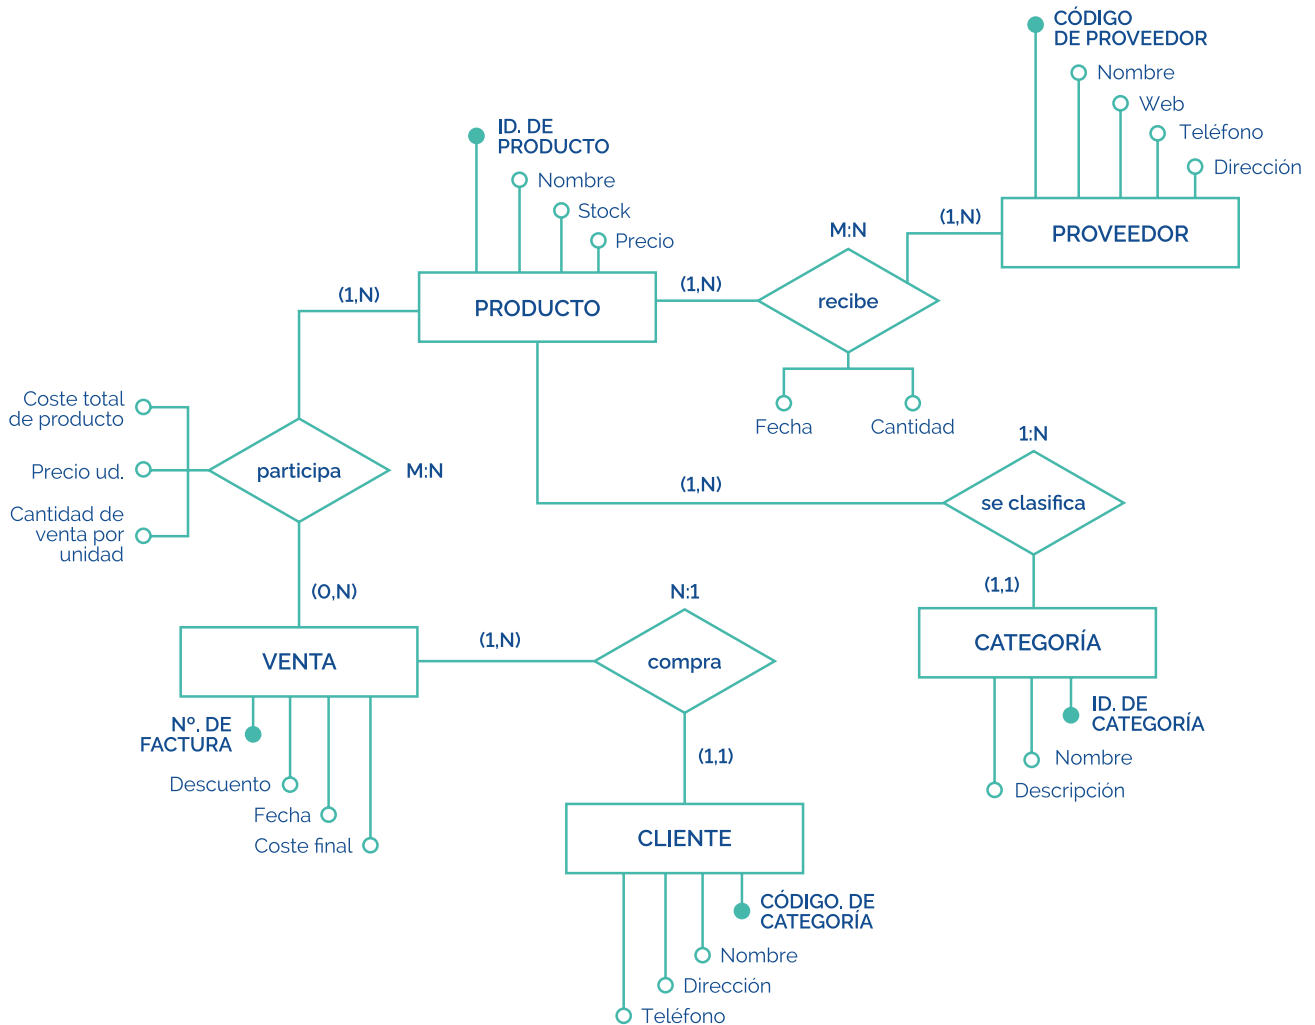 CÓDIGO
DE PROVEEDOR
Nombre
Web
Teléfono
Dirección
PROVEEDOR
ID. DE
PRODUCTO
Nombre
Stock
Precio
PRODUCTO
(1,N)
M:N
(1,N)
(1,N)
recibe
Fecha
Cantidad
Coste total
de producto
Precio ud.
Cantidad de
venta por
unidad
participa
M:N
(1,N)
1:N
se clasifica
(0,N)
(1,1)
VENTA
(1,N)
N:1
compra
CATEGORÍA
Nº. DE
FACTURA
Descuento
Fecha
Coste final
(1,1)
ID. DE
CATEGORÍA
Nombre
Descripción
CLIENTE
CÓDIGO. DE
CATEGORÍA
Nombre
Dirección
Teléfono